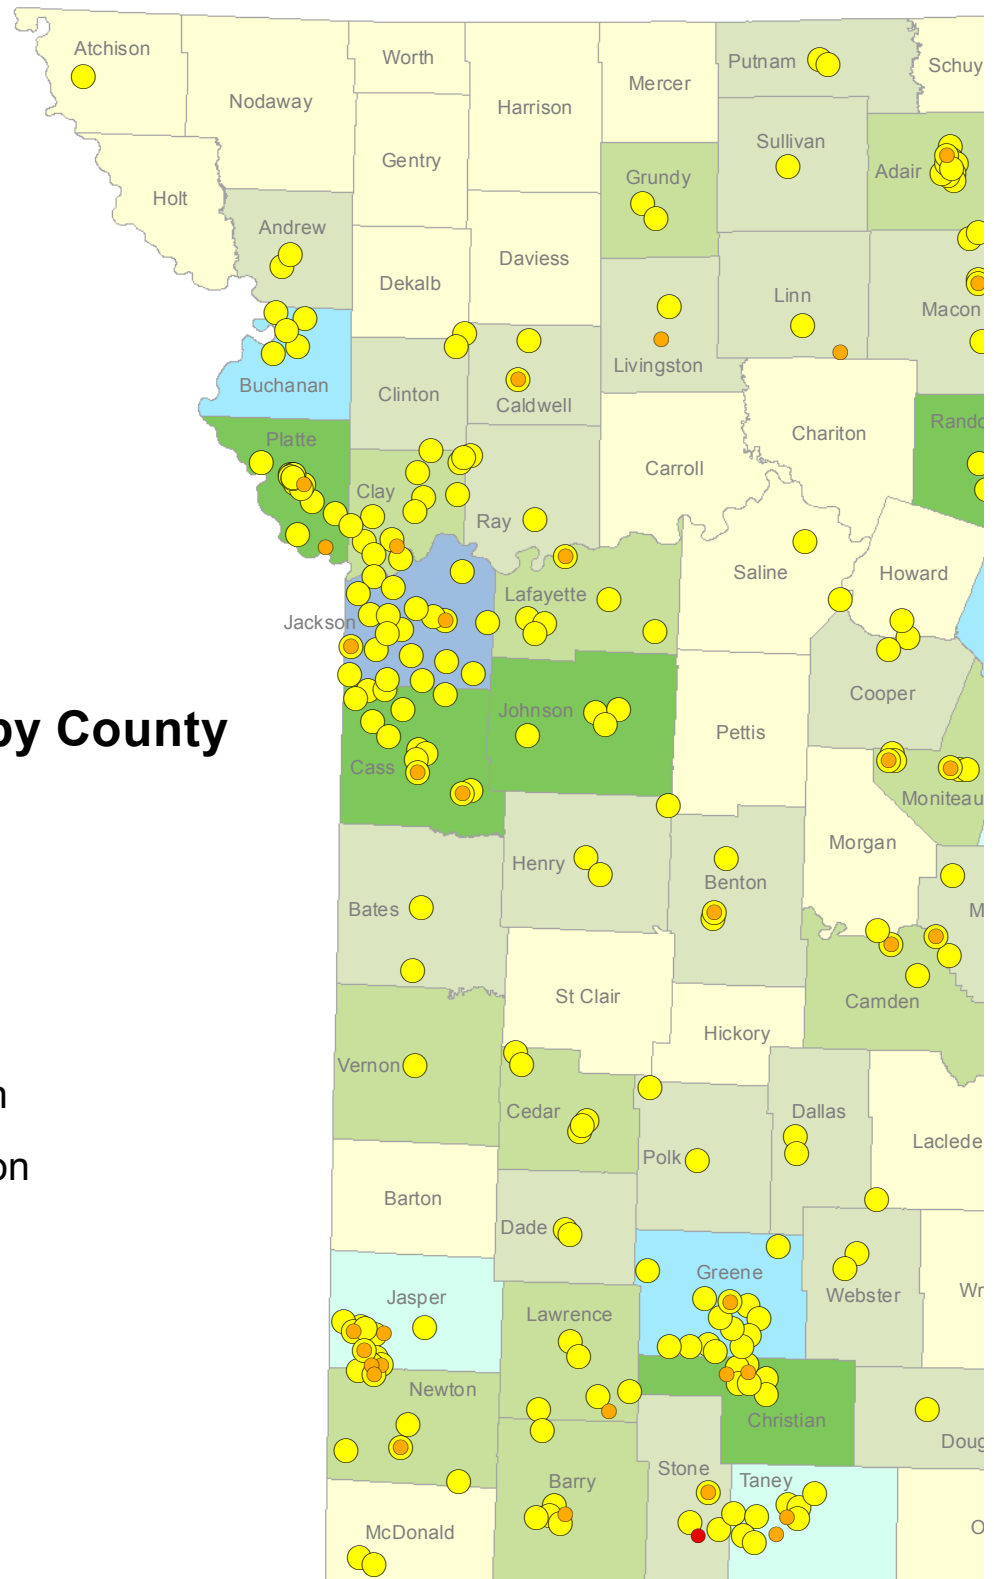 Atchison
Worth
Putnam
Schuy
Mercer
Nodaway
Harrison
Sullivan
Gentry
Adair
Grundy
Holt
Andrew
Daviess
Dekalb
Linn
Macon
Livingston
Buchanan
Clinton
Caldwell
Rando
Chariton
Platte
Carroll
Clay
Ray
Saline
Howard
Lafayette
Jackson
Cooper
Johnson
by County
Pettis
Cass
Moniteau
Morgan
Henry
Benton
Bates
M
St Clair
Camden
Hickory
Vernon
n
Cedar
Dallas
Laclede
Polk
on
Barton
Dade
Greene
Wr
Webster
Jasper
Lawrence
Newton
Christian
Doug
Stone
Taney
Barry
McDonald
O